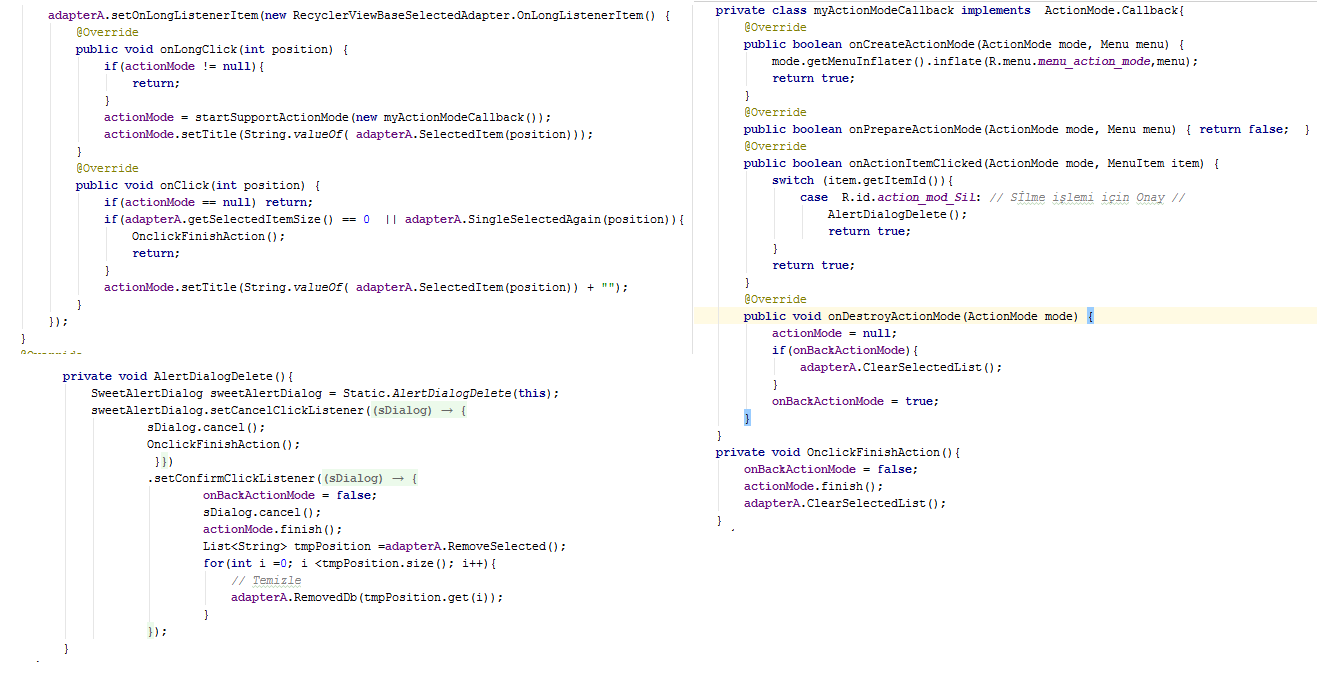 adapterA.setOnLongListenerItem(new RecyclerViewBaseSelectedAdapter.OnLongListenerItem() {
@Override
public void onLongClick(int position) {
if(actionMode != null){
return;
}
actionMode = startSupportActionMode(new myActionModeCallback());
actionMode.setTitle(String.valueOf( adapterA.SelectedItem(position)));
}
@Override
public void onClick(int position) {
if(actionMode == null) return;
if(adapterA.getSelectedItemSize() == 0 || adapterA.SingleSelectedAgain(position)){
OnclickFinishAction();
return;
}
actionMode.setTitle(String.valueOf( adapterA.SelectedItem(position)) + "");
}
});
}
private void AlertDialogDelete(){
SweetAlertDialog sweetAlertDialog = Static.AlertDialogDelete(this);
sweetAlertDialog.setCancelClickListener((sDialog) → {
sDialog.cancel();
OnclickFinishAction();
}})
.setConfirmClickListener((sDialog) → {
onBackActionMode = false;
sDialog.cancel();
actionMode.finish();
List<String> tmpPosition =adapterA.RemoveSelected();
for(int i =0; i <tmpPosition.size(); i++){
// Temizle
adapterA.RemovedDb(tmpPosition.get(i));
}
});
}
private class myActionModeCallback implements ActionMode.Callback{
@Override
public boolean onCreateActionMode(ActionMode mode, Menu menu) {
mode.getMenuInflater().inflate(R.menu.menu_action_mode,menu);
return true;
}
@Override
public boolean onPrepareActionMode(ActionMode mode, Menu menu) { return false; }
@Override
public boolean onActionItemClicked(ActionMode mode, MenuItem item) {
switch (item.getItemId()){
case R.id.action_mod_Sil: // Sİlme işlemi için Onay //
AlertDialogDelete();
return true;
}
return true;
}
@Override
public void onDestroyActionMode(ActionMode mode) {
actionMode = null;
if(onBackActionMode){
adapterA.ClearSelectedList();
}
onBackActionMode = true;
}
}
private void OnclickFinishAction(){
onBackActionMode = false;
actionMode.finish();
adapterA.ClearSelectedList();
}